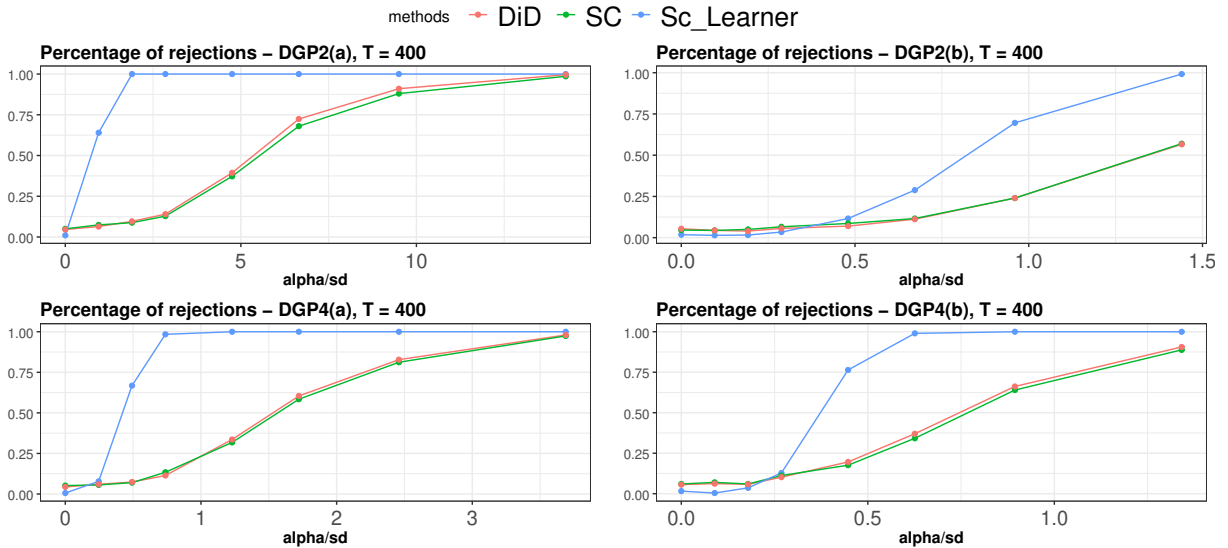 methods DiD SC Sc_Learner
Percentage of rejections – DGP2(a), T = 400
1.00
0.75
0.50
0.25
0.00
0 5 10
alpha/sd
Percentage of rejections – DGP2(b), T = 400
1.00
0.75
0.50
0.25
0.00
0.0 0.5 1.0 1.5
alpha/sd
Percentage of rejections – DGP4(a), T = 400
1.00
0.75
0.50
0.25
0.00
0 1 2 3
alpha/sd
Percentage of rejections – DGP4(b), T = 400
1.00
0.75
0.50
0.25
0.00
0.0 0.5 1.0
alpha/sd